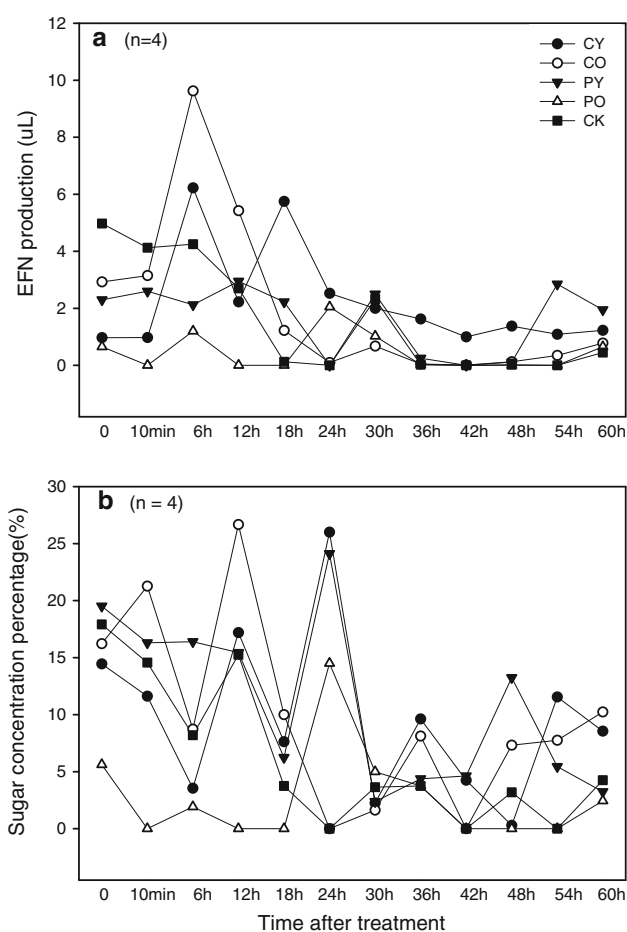 a (n=4)
CY
CO
PY
PO
CK
EFN production (uL)
12
10
8
6
4
2
0
0 10min 6h 12h 18h 24h 30h 36h 42h 48h 54h 60h
b (n = 4)
Sugar concentration percentage(%)
30
25
20
15
10
5
0
0 10min 6h 12h 18h 24h 30h 36h 42h 48h 54h 60h
Time after treatment